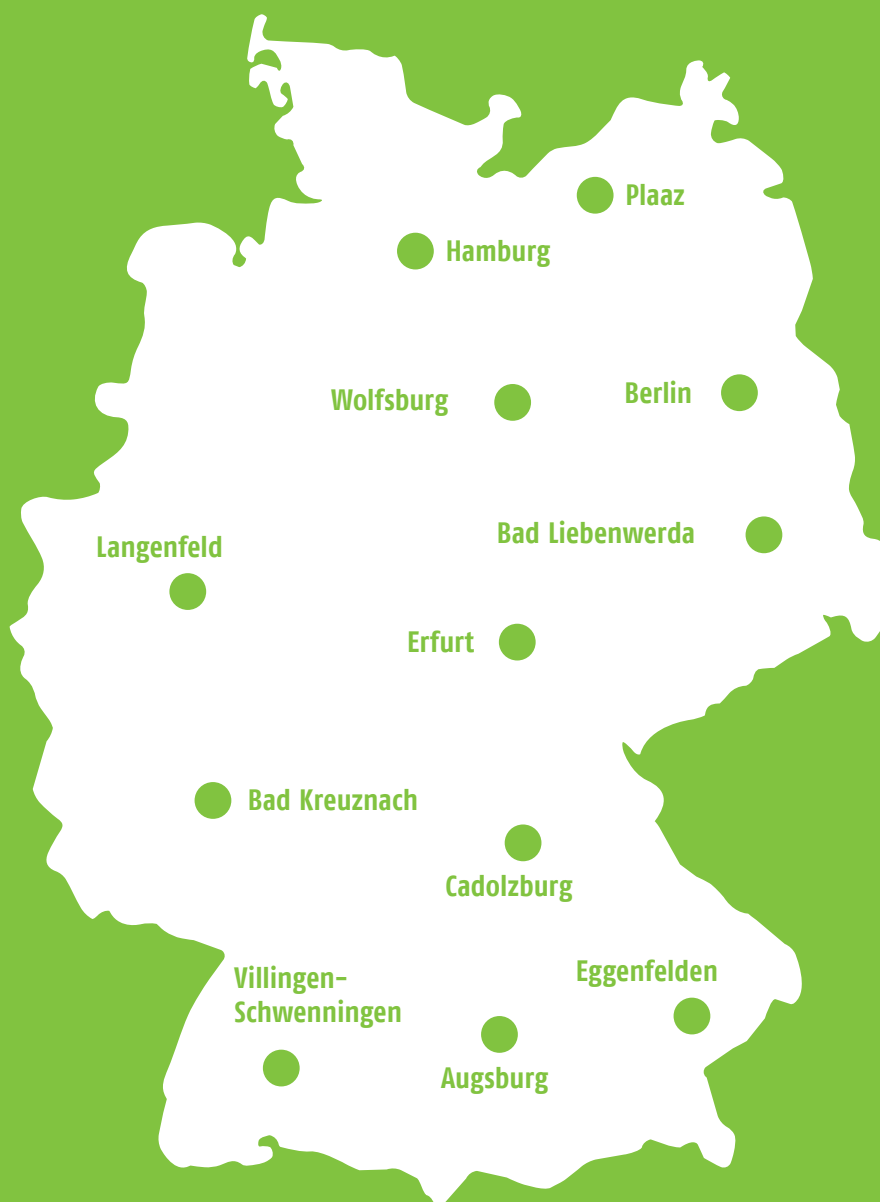 Plaaz
Hamburg
Wolfsburg
Berlin
Bad Liebenwerda
Langenfeld
Erfurt
Bad Kreuznach
Cadolzburg
Villingen-
Schwenningen
Eggenfelden
Augsburg